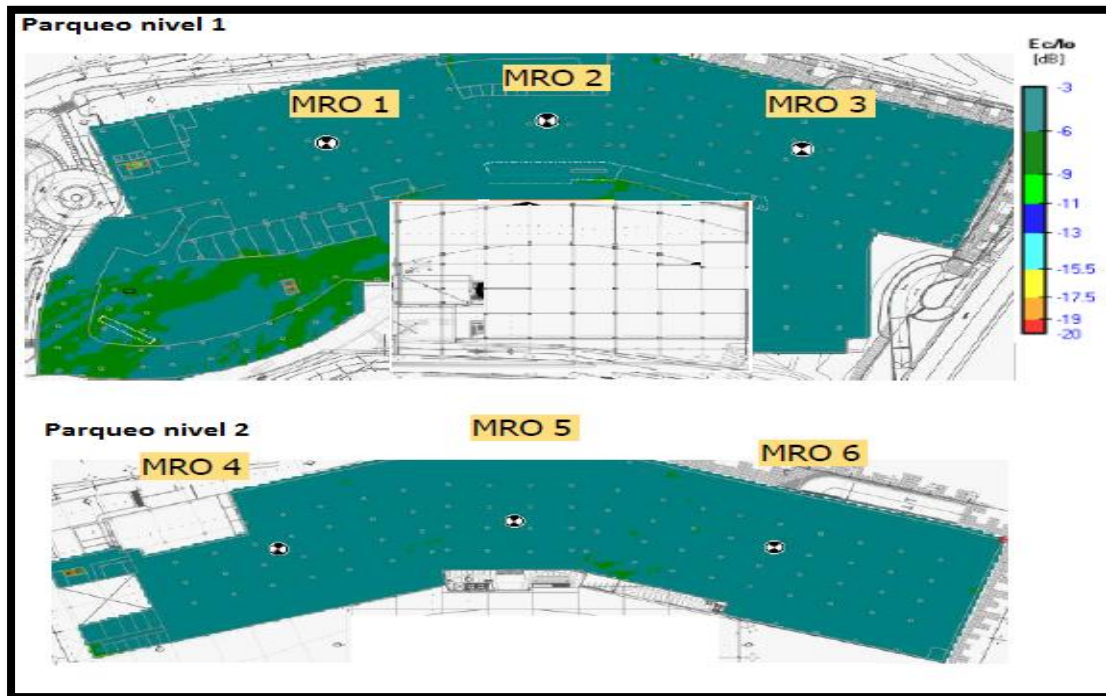 Parqueo nivel 1
Ec/Io
[dB]
MRO 1
MRO 2
MRO 3
-3
-6
-9
-11
-13
-15.5
-17.5
-19
-20
Parqueo nivel 2
MRO 4
MRO 5
MRO 6